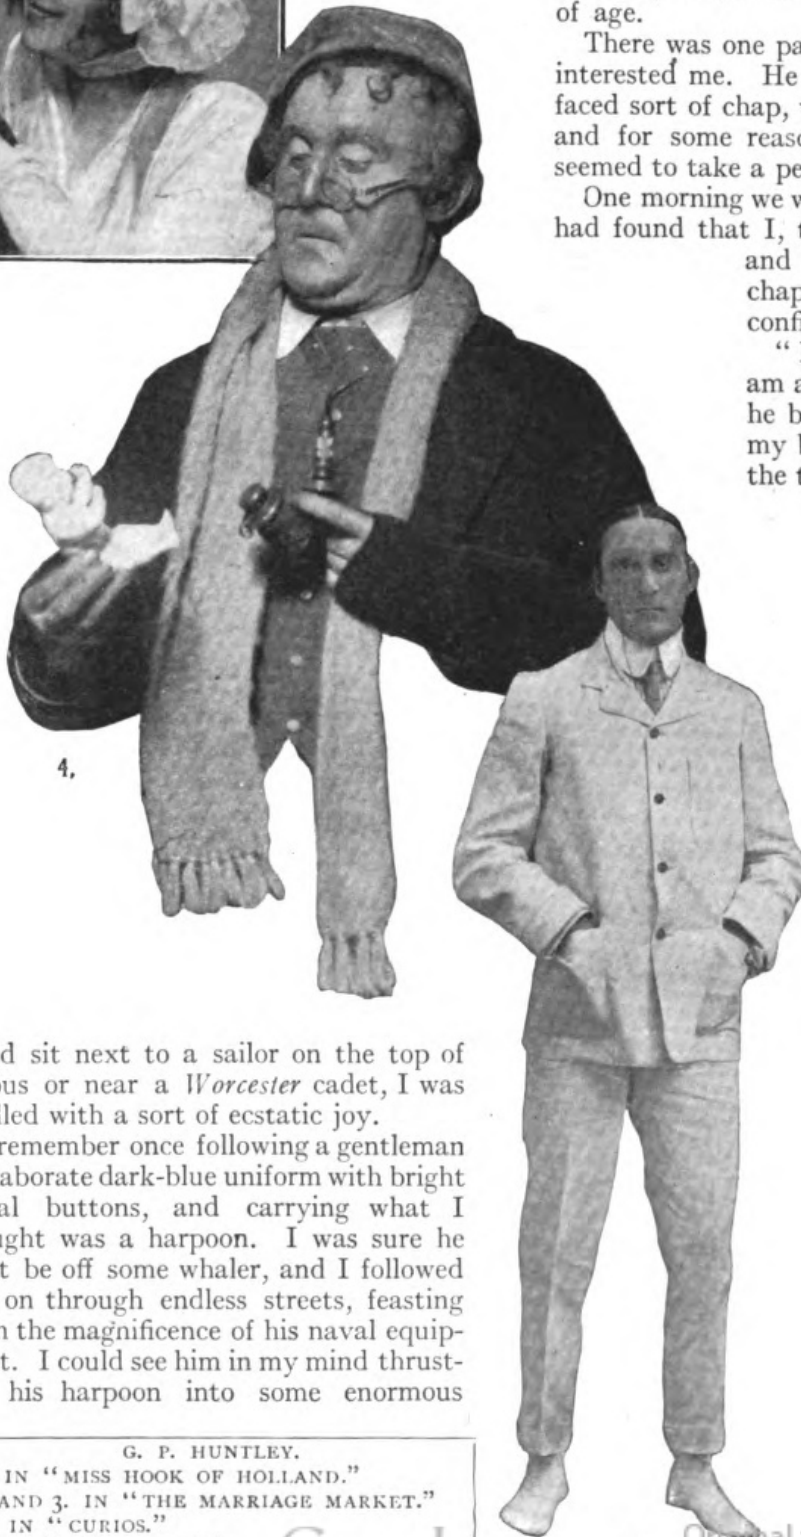 of age.
There was one pa
interested me. He
faced sort of chap,
and for some reaso
seemed to take a pe
One morning we w
had found that I, t
and
chap
confi
"
am a
he b
my
the t
4.
d sit next to a sailor on the top of
ous or near a Worcester cadet, I was
lled with a sort of ecstatic joy.
remember once following a gentleman
aborate dark-blue uniform with bright
al buttons, and carrying what I
ught was a harpoon. I was sure he
t be off some whaler, and I followed
on through endless streets, feasting
n the magnificence of his naval equip-
t. I could see him in my mind thrust-
his harpoon into some enormous
G. P. HUNTLEY.
IN "MISS HOOK OF HOLLAND."
AND 3. IN "THE MARRIAGE MARKET."
IN "CURIOS."